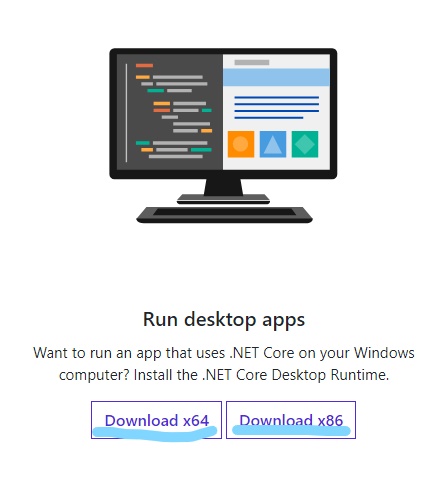 Run desktop apps
Want to run an app that uses .NET Core on your Windows
computer? Install the .NET Core Desktop Runtime.
Download x64 Download x86